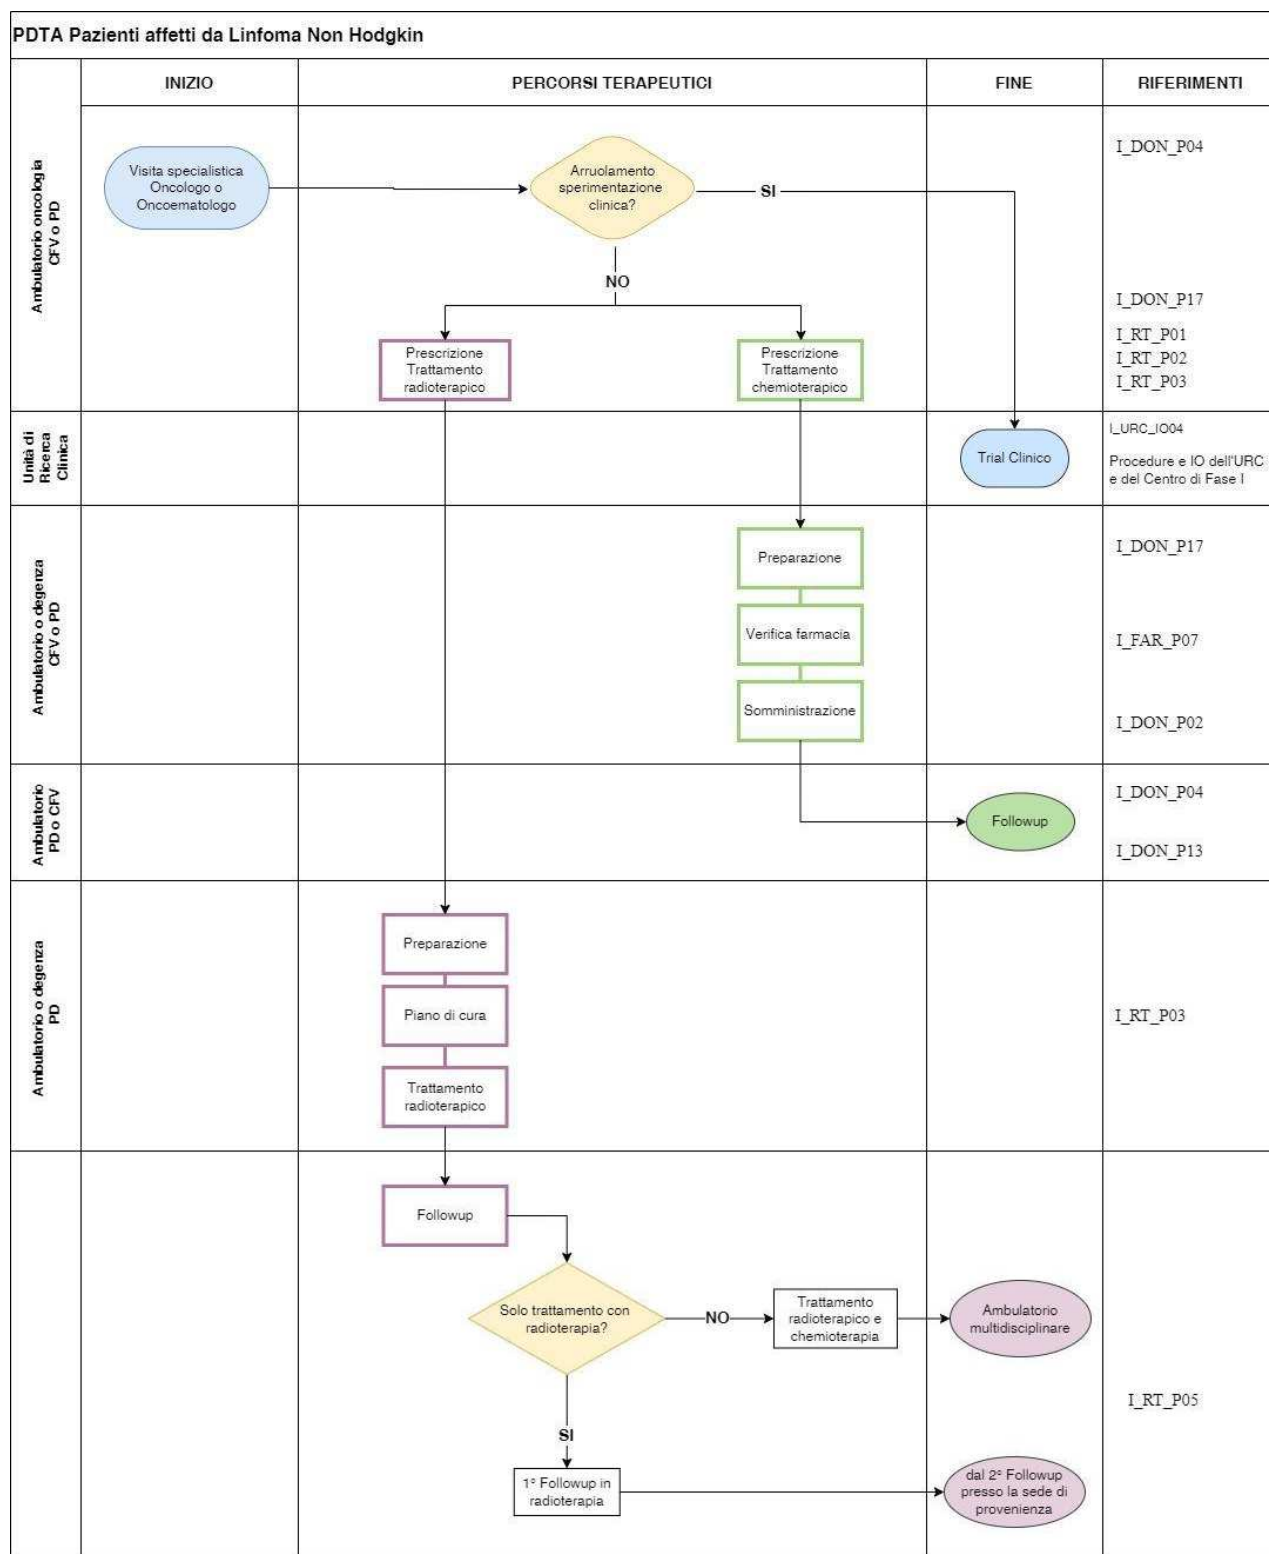 PDTA Pazienti affetti da Linfoma Non Hodgkin
INIZIO
PERCORSI TERAPEUTICI
FINE
RIFERIMENTI
Ambulatorio oncologia
CFV o PD
Visita specialistica
Oncologo o
Oncoematologo
Arruolamento
sperimentazione
clinica?
SI
NO
I_DON_P04
I_DON_P17
I_RT_P01
I_RT_P02
I_RT_P03
Prescrizione
Trattamento
radioterapico
Prescrizione
Trattamento
chemioterapico
Unità di
Ricerca
Clinica
Trial Clinico
I_URC_IO04
Procedure e IO dell'URC
e del Centro di Fase I
Ambulatorio o degenza
CFV o PD
Preparazione
I_DON_P17
Verifica farmacia
I_FAR_P07
Somministrazione
I_DON_P02
Ambulatorio
PD o CFV
Followup
I_DON_P04
I_DON_P13
Ambulatorio o degenza
PD
Preparazione
Piano di cura
I_RT_P03
Trattamento
radioterapico
Followup
Solo trattamento con
radioterapia?
NO
Trattamento
radioterapico e
chemioterapia
Ambulatorio
multidisciplinare
I_RT_P05
SI
1° Followup in
radioterapia
dal 2° Followup
presso la sede di
provenienza